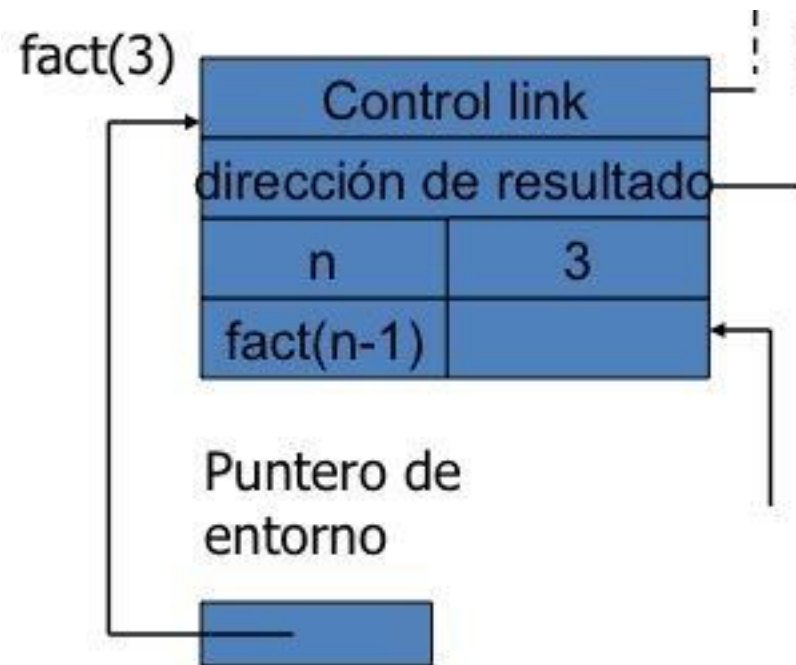 fact(3)
Control link
dirección de resultado
n
3
fact(n-1)
Puntero de
entorno